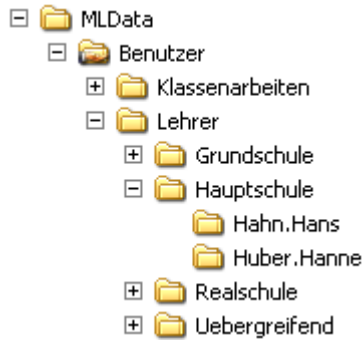 MLData
Benutzer
Klassenarbeiten
Lehrer
Grundschule
Hauptschule
Hahn.Hans
Huber.Hanne
Realschule
Uebergreifend